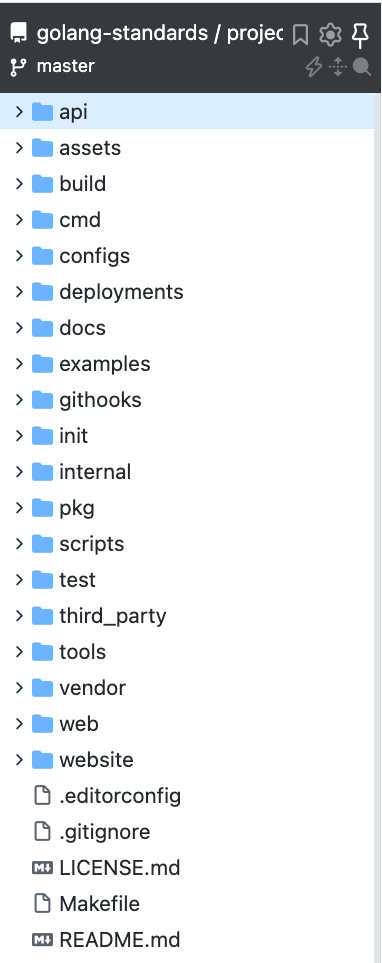 golang-standards / projec
master
api
assets
build
cmd
configs
deployments
docs
examples
githooks
init
internal
pkg
scripts
test
third_party
tools
vendor
web
website
.editorconfig
.gitignore
LICENSE.md
Makefile
README.md